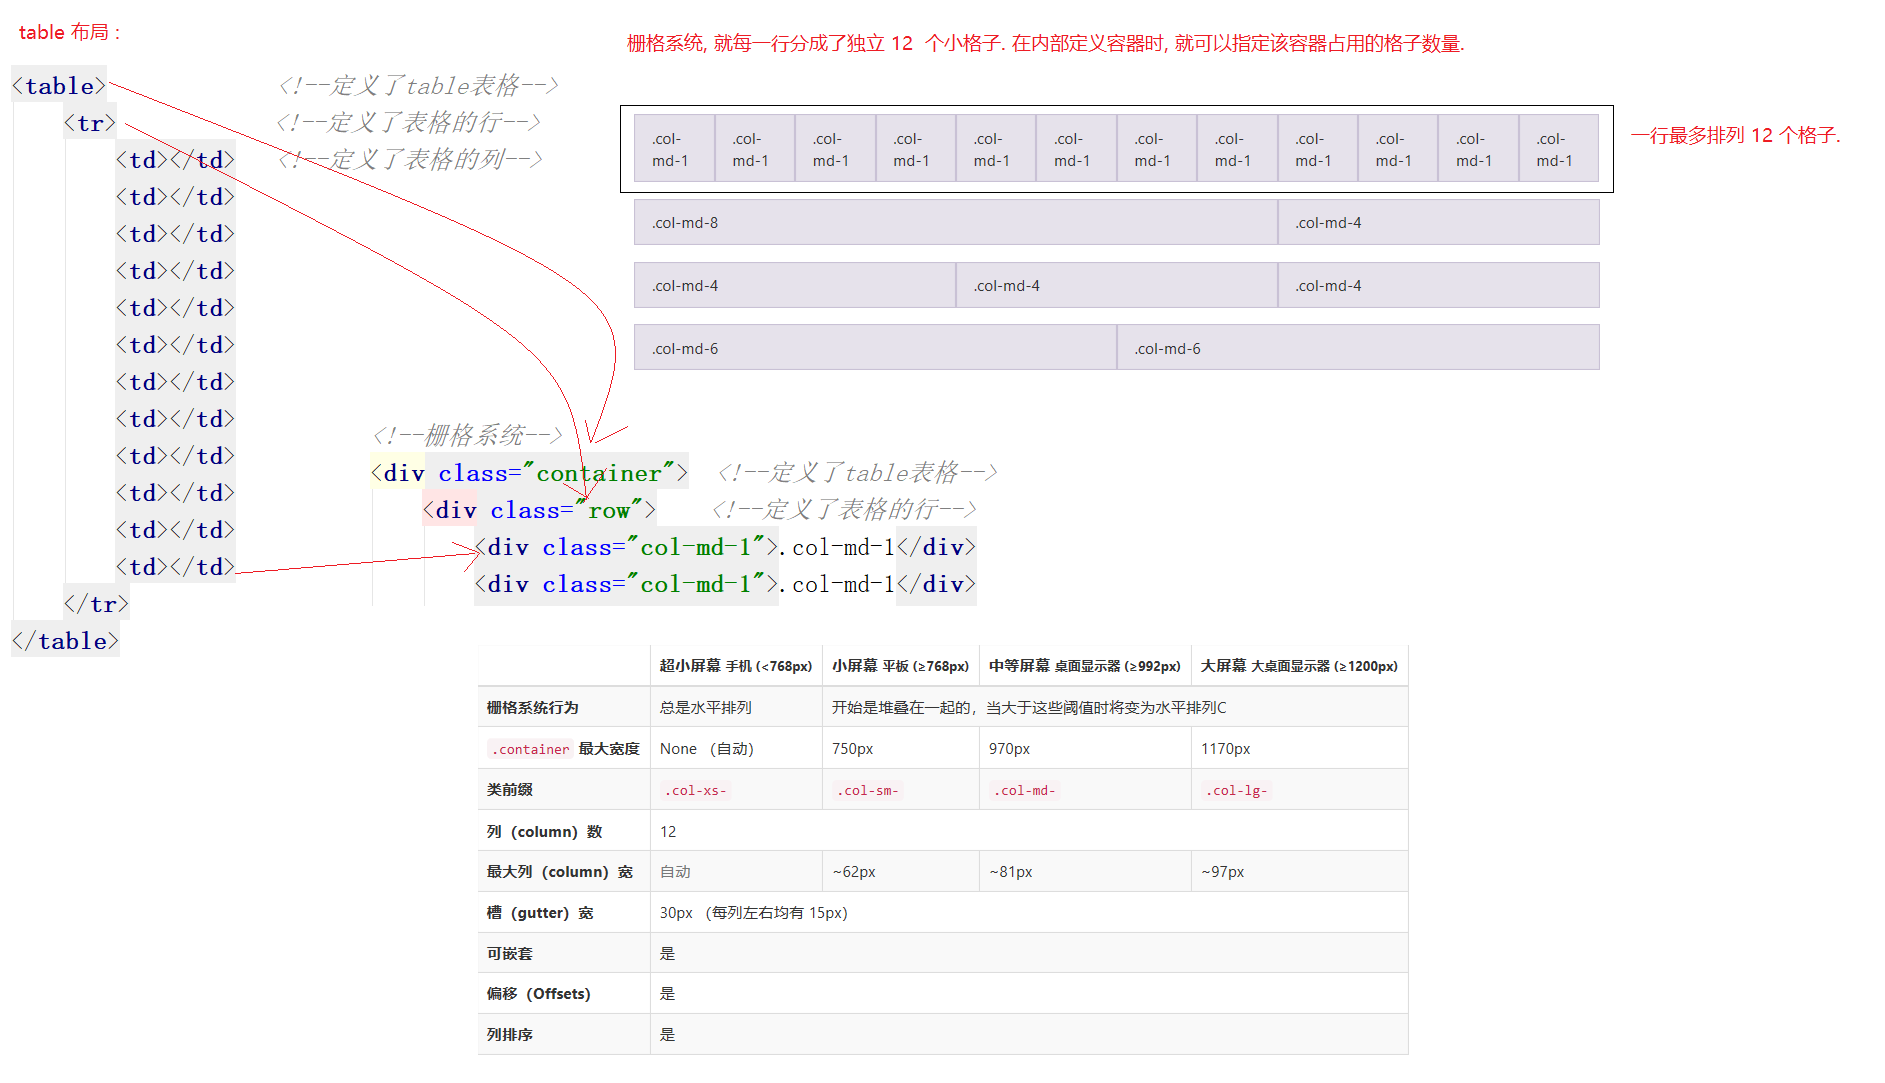 table 布局 :
<table> <!--定义了table表格-->
<tr> <!--定义了表格的行-->
<td></td> <!--定义了表格的列-->
<td></td>
<td></td>
<td></td>
<td></td>
<td></td>
<td></td>
<td></td>
<td></td>
<td></td>
<td></td>
<td></td>
</tr>
</table>
栅格系统, 就每一行分成了独立 12 个小格子. 在内部定义容器时, 就可以指定该容器占用的格子数量.
.col-md-1 .col-md-1 .col-md-1 .col-md-1 .col-md-1 .col-md-1 .col-md-1 .col-md-1 .col-md-1 .col-md-1 .col-md-1 .col-md-1
一行最多排列 12 个格子.
.col-md-8 .col-md-4
.col-md-4 .col-md-4 .col-md-4
.col-md-6 .col-md-6
<!--栅格系统-->
<div class="container"> <!--定义了table表格-->
<div class="row"> <!--定义了表格的行-->
<div class="col-md-1">.col-md-1</div>
<div class="col-md-1">.col-md-1</div>
超小屏幕 手机 (<768px) 小屏幕 平板 (≥768px) 中等屏幕 桌面显示器 (≥992px) 大屏幕 大桌面显示器 (≥1200px)
栅格系统行为 总是水平排列 开始是堆叠在一起的，当大于这些阈值时将变为水平排列C
.container 最大宽度 None （自动） 750px 970px 1170px
类前缀 .col-xs- .col-sm- .col-md- .col-lg-
列（column）数 12
最大列（column）宽 自动 ~62px ~81px ~97px
槽（gutter）宽 30px （每列左右均有 15px）
可嵌套 是
偏移（Offsets） 是
列排序 是